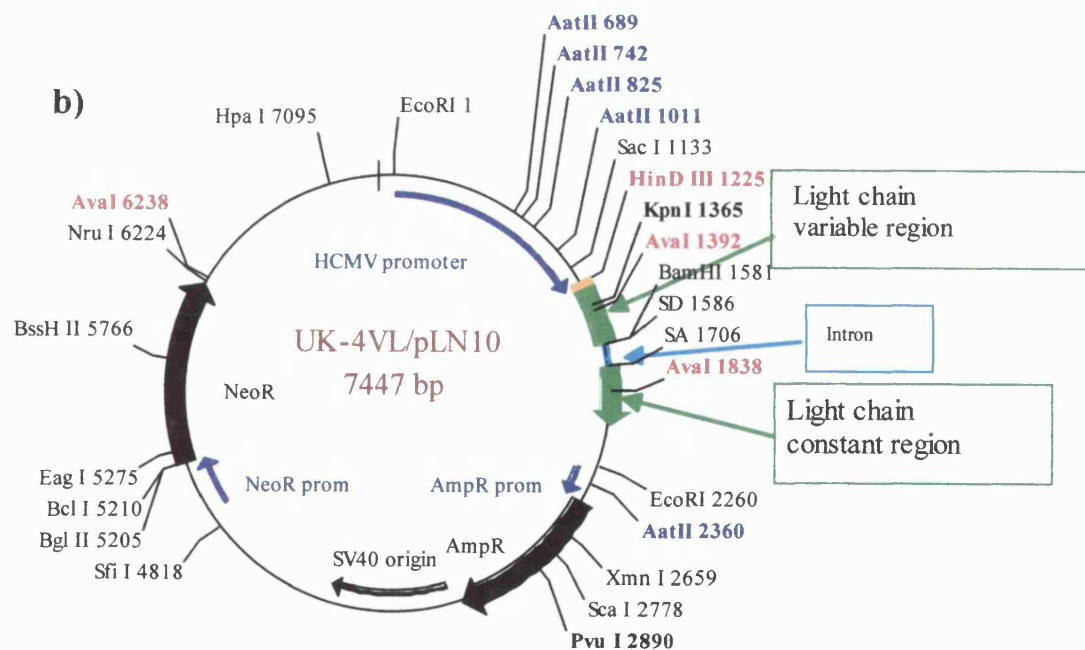 b)
AatII 689
AatII 742
AatII 825
AatII 1011
Sac I 1133
HinD III 1225
KpnI 1365
AvaI 1392
BamHI 1581
SD 1586
SA 1706
AvaI 1838
EcoRI 2260
AatII 2360
Xmn I 2659
Sca I 2778
Pvu I 2890
Light chain
variable region
Intron
Light chain
constant region
EcoRI 1
Hpa I 7095
AvaI 6238
Nru I 6224
BssH II 5766
Eag I 5275
Bcl I 5210
Bgl II 5205
Sfi I 4818
HCMV promoter
UK-4VL/pLN10
7447 bp
NeoR
NeoR prom
AmpR prom
AmpR
SV40 origin